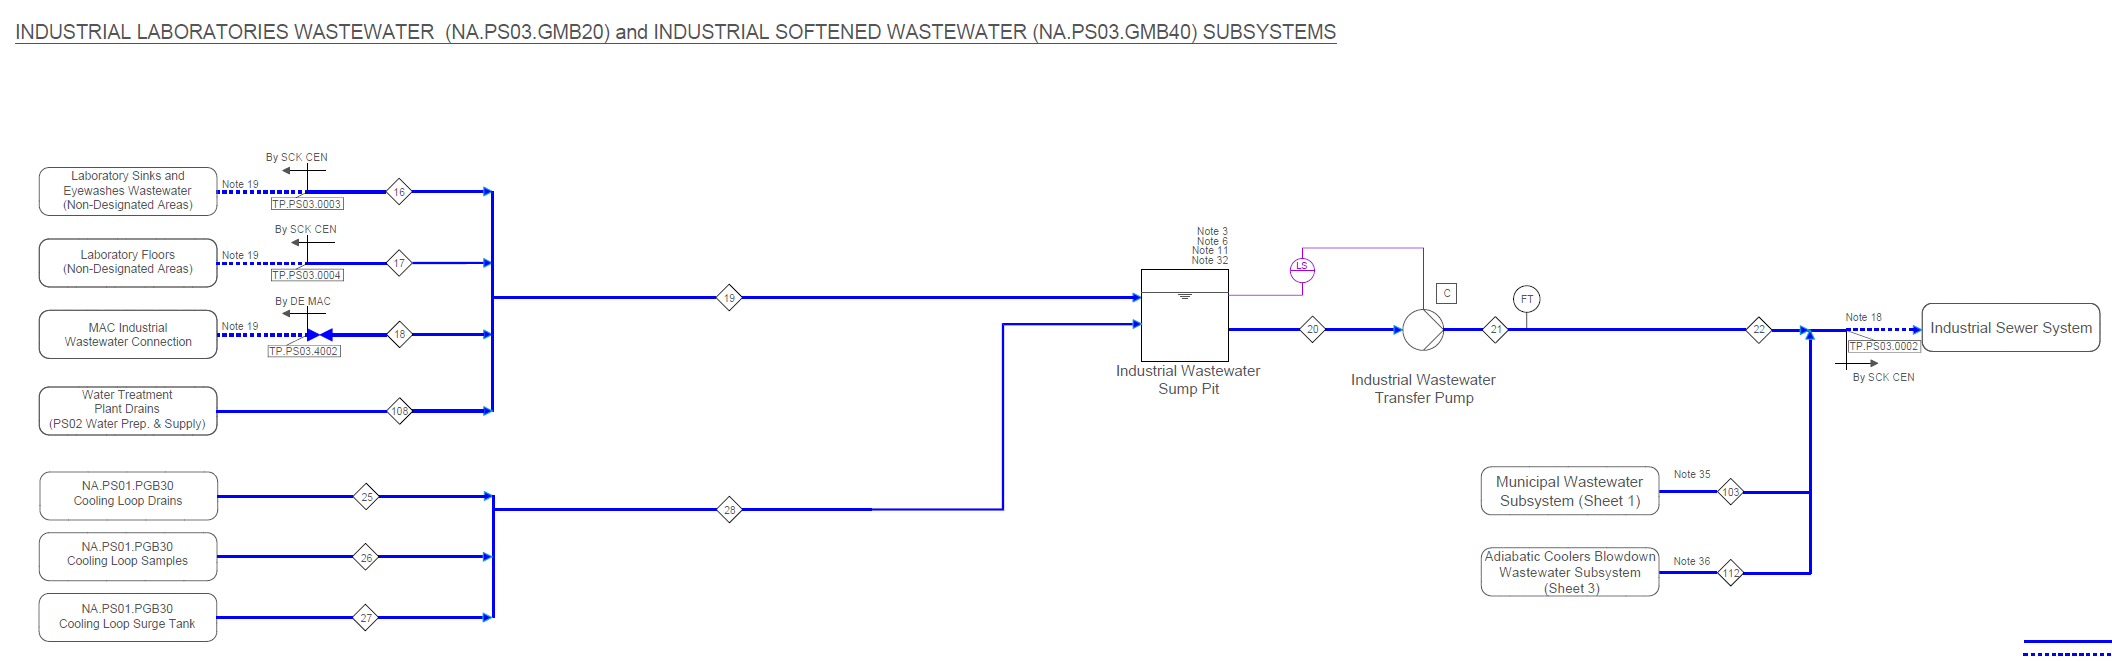 INDUSTRIAL LABORATORIES WASTEWATER (NA.PS03.GMB20) and INDUSTRIAL SOFTENED WASTEWATER (NA.PS03.GMB40) SUBSYSTEMS
By SCK CEN
Laboratory Sinks and
Eyewashes Wastewater
(Non-Designated Areas)
Note 19
TP.PS03.0003
16
By SCK CEN
Laboratory Floors
(Non-Designated Areas)
Note 19
TP.PS03.0004
17
By DE MAC
MAC Industrial
Wastewater Connection
Note 19
TP.PS03.4002
18
Water Treatment
Plant Drains
(PS02 Water Prep. & Supply)
108
19
NA.PS01.PGB30
Cooling Loop Drains
25
NA.PS01.PGB30
Cooling Loop Samples
26
NA.PS01.PGB30
Cooling Loop Surge Tank
27
28
Note 3
Note 6
Note 11
Note 32
Industrial Wastewater
Sump Pit
LS
20
C
Industrial Wastewater
Transfer Pump
21
FT
22
Note 18
TP.PS03.0002
By SCK CEN
Industrial Sewer System
Municipal Wastewater
Subsystem (Sheet 1)
Note 35
103
Adiabatic Coolers Blowdown
Wastewater Subsystem
(Sheet 3)
Note 36
112